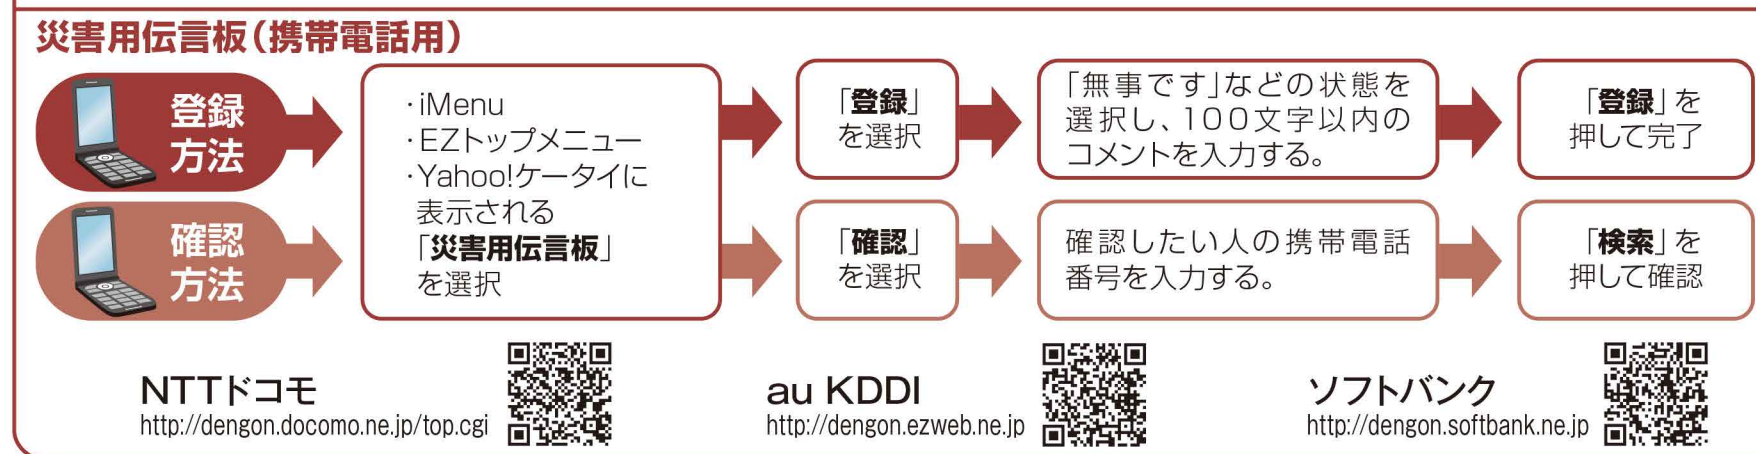 災害用伝言板(携帯電話用)
登録
方法
・iMenu
・EZトップメニュー
・Yahoo!ケータイに
表示される
「災害用伝言板」
を選択
「登録」
を選択
「無事です」などの状態を
選択し、100文字以内の
コメントを入力する。
「登録」を
押して完了
確認
方法
「確認」
を選択
確認したい人の携帯電話
番号を入力する。
「検索」を
押して確認
NTTドコモ
http://dengon.docomo.ne.jp/top.cgi
au KDDI
http://dengon.ezweb.ne.jp
ソフトバンク
http://dengon.softbank.ne.jp